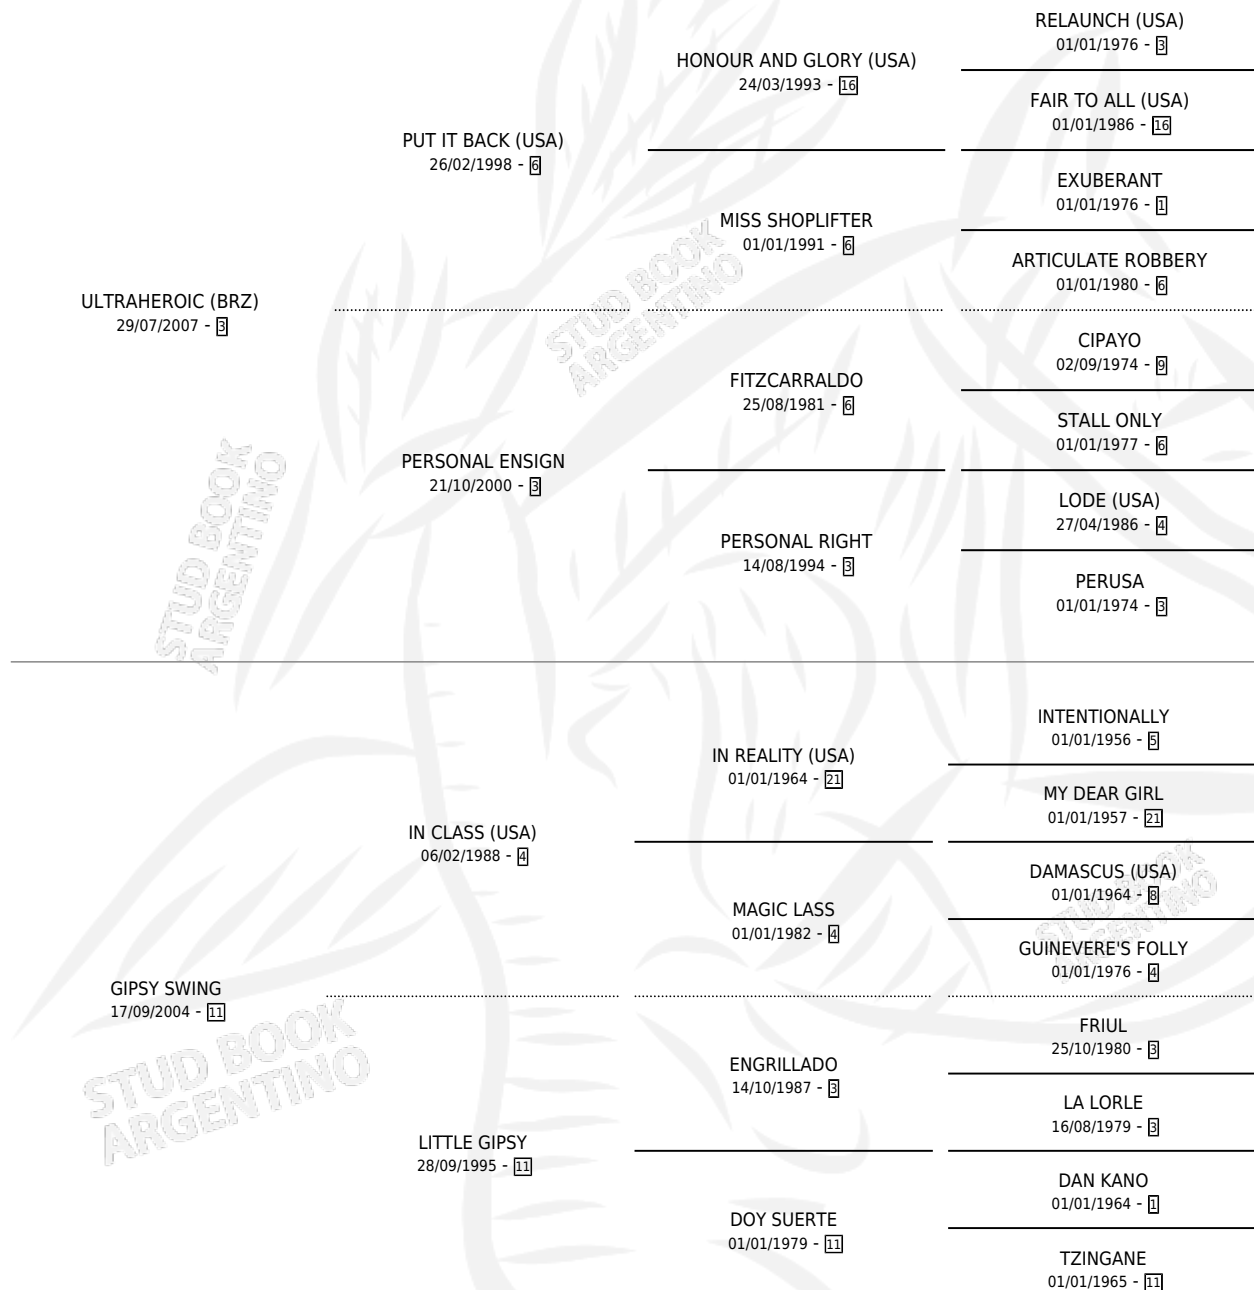 RELAUNCH (USA)
01/01/1976 - 3
HONOUR AND GLORY (USA)
24/03/1993 - 16
FAIR TO ALL (USA)
01/01/1986 - 16
PUT IT BACK (USA)
26/02/1998 - 6
EXUBERANT
01/01/1976 - 1
MISS SHOPLIFTER
01/01/1991 - 6
ARTICULATE ROBBERY
01/01/1980 - 6
ULTRAHEROIC (BRZ)
29/07/2007 - 3
CIPAYO
02/09/1974 - 9
FITZCARRALDO
25/08/1981 - 6
STALL ONLY
01/01/1977 - 6
PERSONAL ENSIGN
21/10/2000 - 3
LODE (USA)
27/04/1986 - 4
PERSONAL RIGHT
14/08/1994 - 3
PERUSA
01/01/1974 - 3
STUD BOOK
ARGENTINO
STUD BOOK
ARGENTINO
INTENTIONALLY
01/01/1956 - 5
IN REALITY (USA)
01/01/1964 - 21
MY DEAR GIRL
01/01/1957 - 21
IN CLASS (USA)
06/02/1988 - 4
DAMASCUS (USA)
01/01/1964 - 8
MAGIC LASS
01/01/1982 - 4
GUINEVERE'S FOLLY
01/01/1976 - 4
GIPSY SWING
17/09/2004 - 11
FRIUL
25/10/1980 - 3
ENGRILLADO
14/10/1987 - 3
LA LORLE
16/08/1979 - 3
LITTLE GIPSY
28/09/1995 - 11
DAN KANO
01/01/1964 - 1
DOY SUERTE
01/01/1979 - 11
TZINGANE
01/01/1965 - 11
STUD BOOK
ARGENTINO
STUD BOOK
ARGENTINO